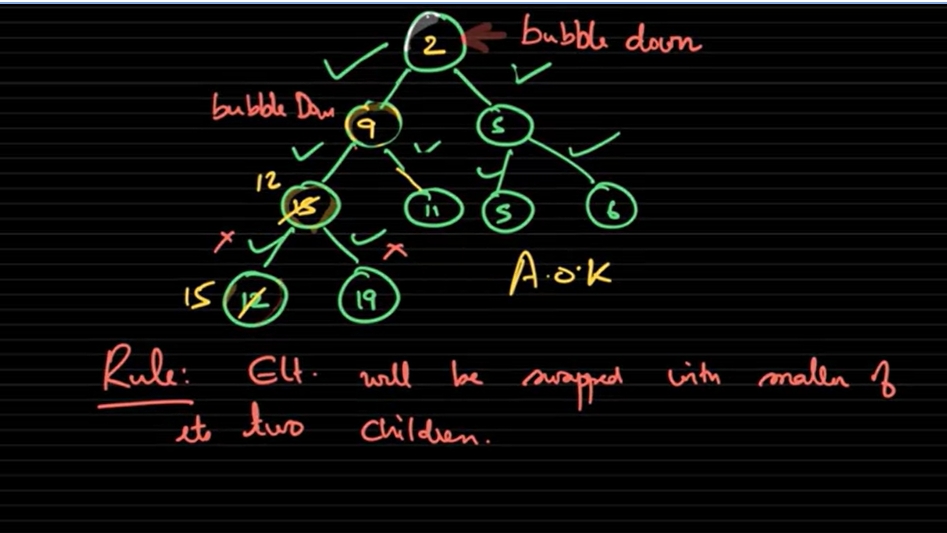 2 bubble down
bubble Down
9 5
12
15 11 5 6
15 12 19
A.O.K
Rule: Elt. will be swapped with smaller of
its two children.